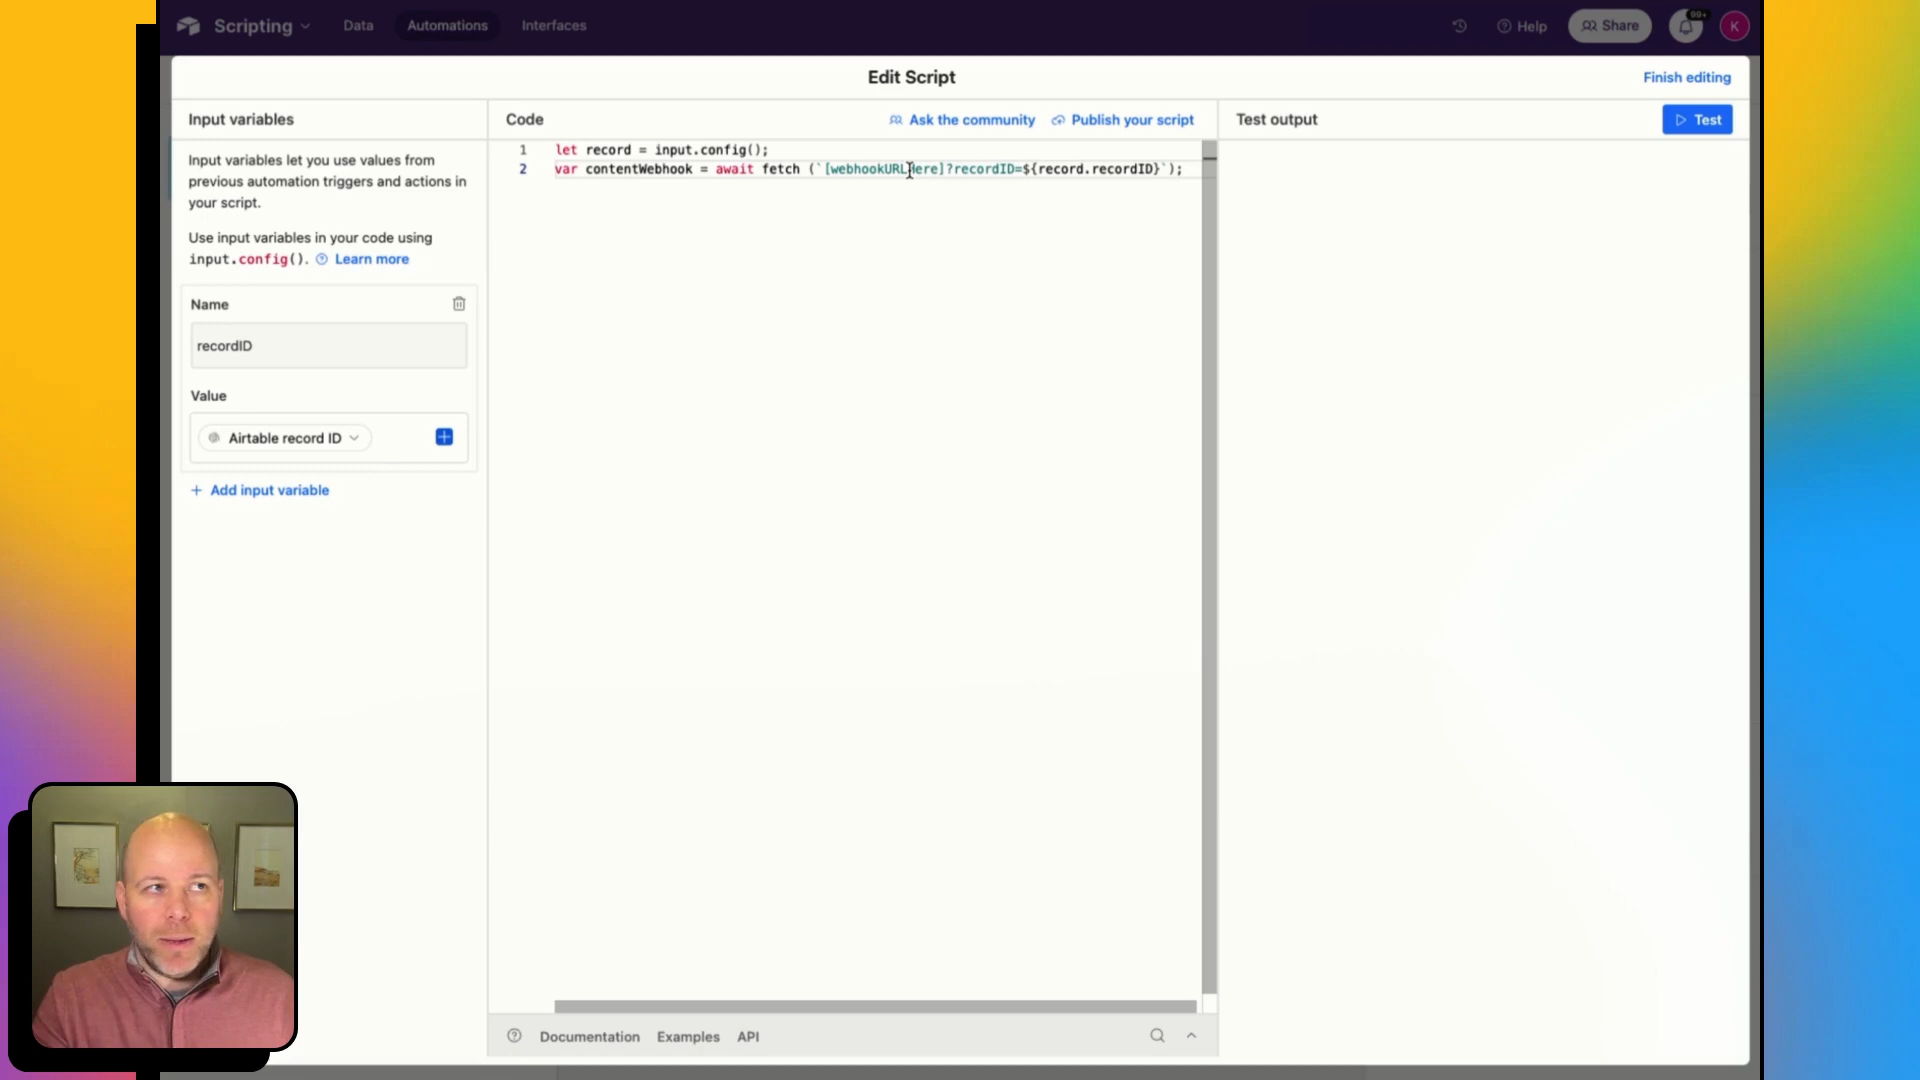 Scripting
Data
Automations
Interfaces
Help
Share
99+
K
Edit Script
Finish editing
Input variables
Code
Ask the community
Publish your script
Test output
Test
Input variables let you use values from
previous automation triggers and actions in
your script.
Use input variables in your code using
input.config(). Learn more
Name
recordID
Value
Airtable record ID
+ Add input variable
1 let record = input.config();
2 var contentWebhook = await fetch (`[webhookURLHere]?recordID=${record.recordID}`);
Documentation
Examples
API